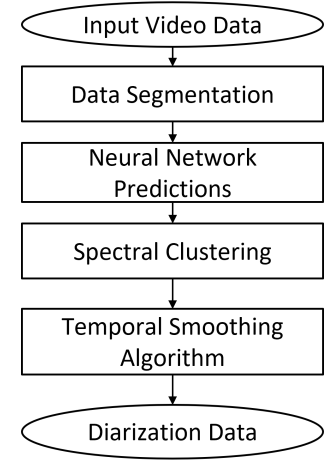 Input Video Data
Data Segmentation
Neural Network
Predictions
Spectral Clustering
Temporal Smoothing
Algorithm
Diarization Data